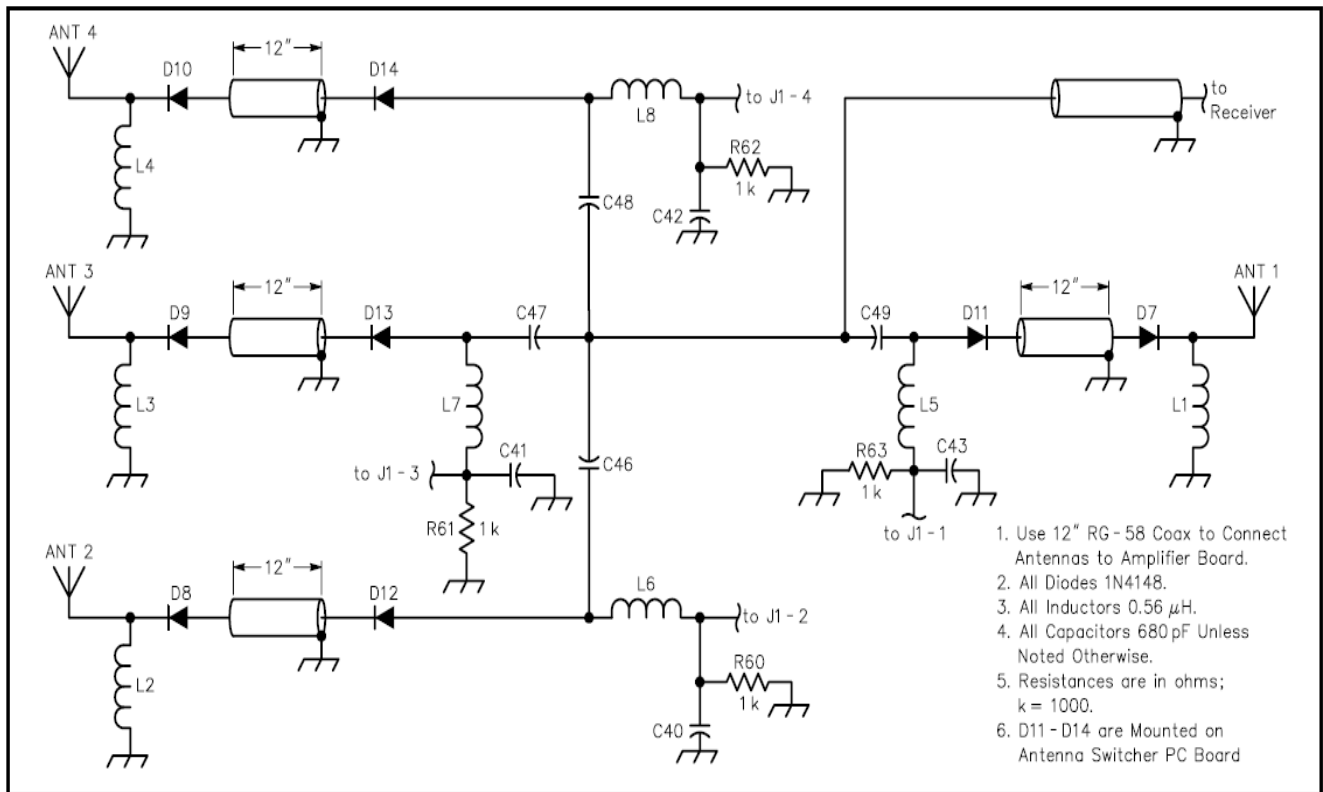 ANT 4
D10
12"
D14
L8
to J1-4
to
Receiver
L4
R62
1k
C48
C42
ANT 3
D9
12"
D13
C47
C49
D11
12"
D7
ANT 1
L3
L7
L5
L1
C41
to J1-3
R61
1k
C46
R63
1k
C43
to J1-1
ANT 2
D8
12"
D12
L6
to J1-2
L2
R60
1k
C40
1. Use 12" RG-58 Coax to Connect
Antennas to Amplifier Board.
2. All Diodes 1N4148.
3. All Inductors 0.56 μH.
4. All Capacitors 680 pF Unless
Noted Otherwise.
5. Resistances are in ohms;
k = 1000.
6. D11 - D14 are Mounted on
Antenna Switcher PC Board